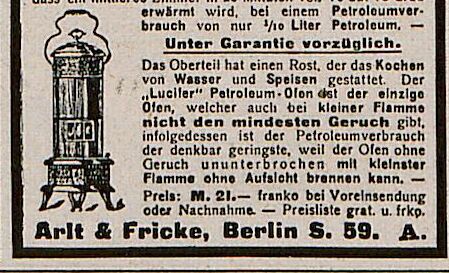 erwärmt wird, bei einem Petroleumver-
brauch von nur ¹/₁₀ Liter Petroleum. —
Unter Garantie vorzüglich.
Das Oberteil hat einen Rost, der das Kochen
von Wasser und Speisen gestattet. Der
„Lucifer" Petroleum-Ofen ist der einzige
Ofen, welcher auch bei kleiner Flamme
nicht den mindesten Geruch gibt,
infolgedessen ist der Petroleumverbrauch
der denkbar geringste, weil der Ofen ohne
Geruch ununterbrochen mit kleinster
Flamme ohne Aufsicht brennen kann. —
Preis: M. 21.— franko bei Voreinsendung
oder Nachnahme. — Preisliste grat. u. frko.
Arlt & Fricke, Berlin S. 59. A.